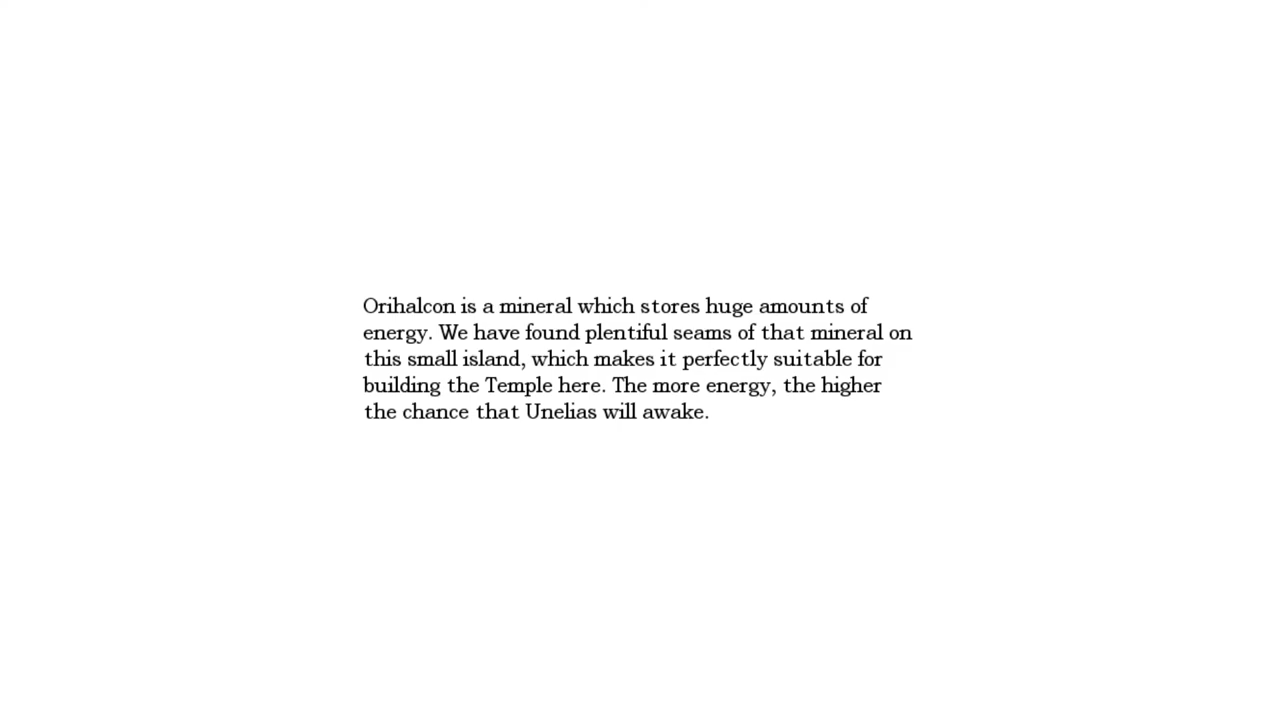 Orihalcon is a mineral which stores huge amounts of
energy. We have found plentiful seams of that mineral on
this small island, which makes it perfectly suitable for
building the Temple here. The more energy, the higher
the chance that Unelias will awake.